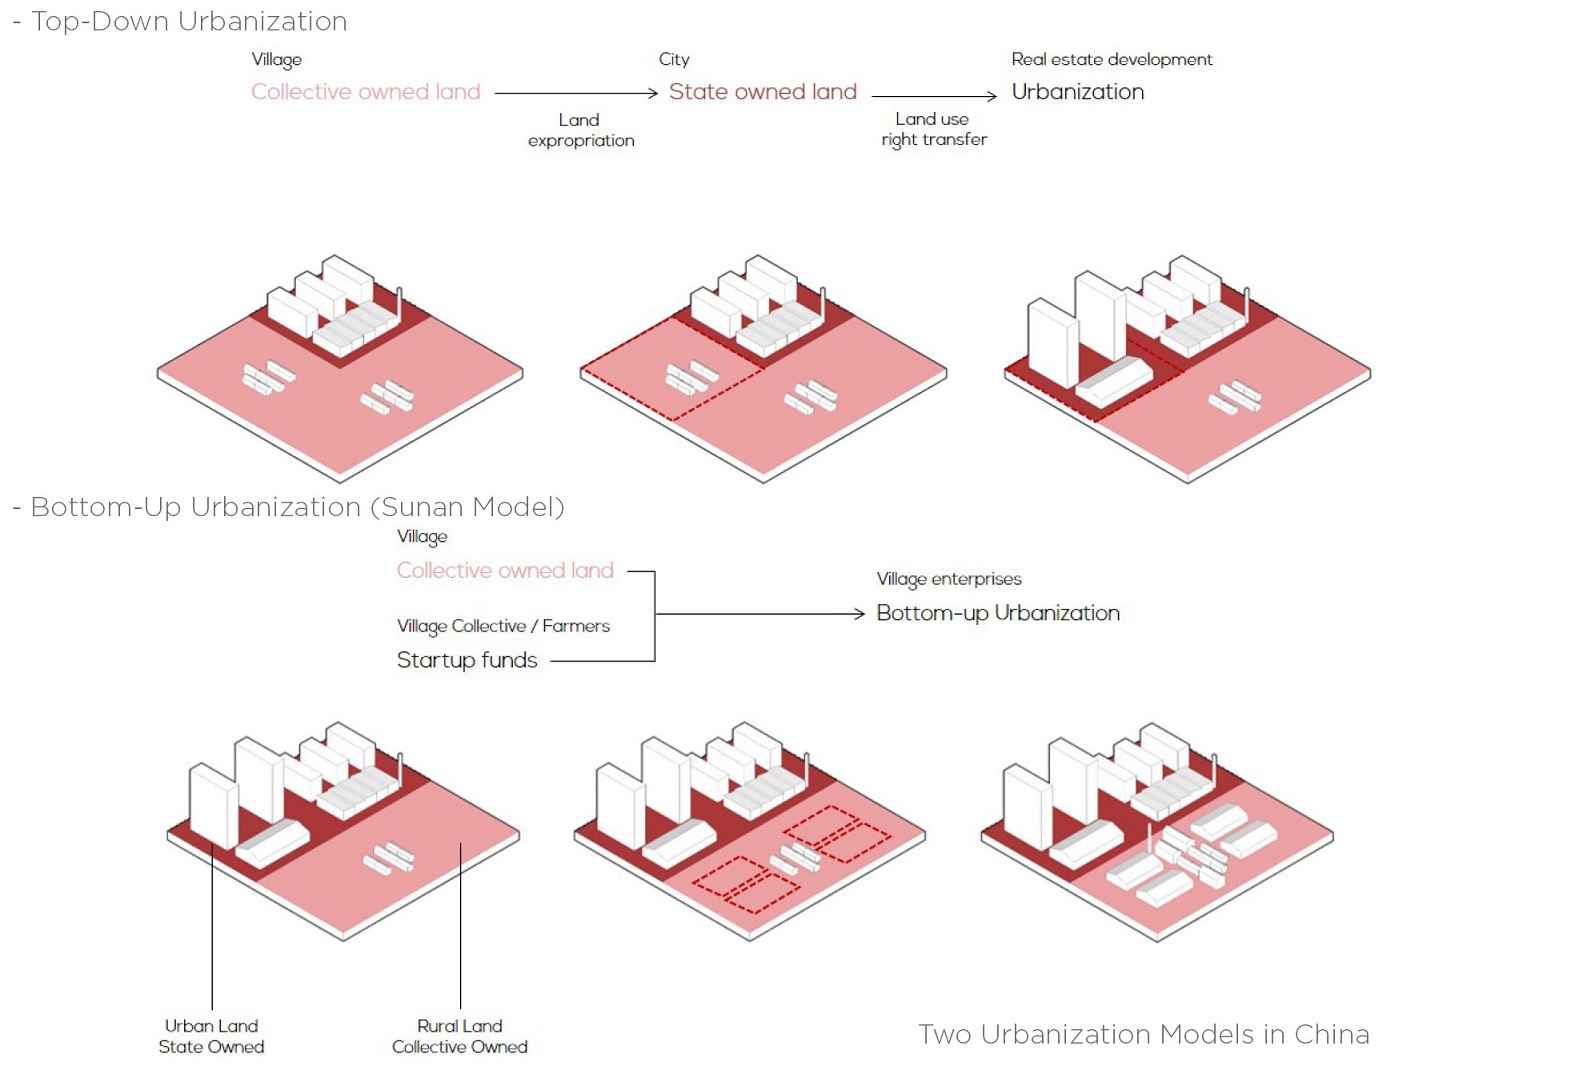 - Top-Down Urbanization
Village
Collective owned land
Land
expropriation
City
State owned land
Land use
right transfer
Real estate development
Urbanization
- Bottom-Up Urbanization (Sunan Model)
Village
Collective owned land
Village Collective / Farmers
Startup funds
Village enterprises
Bottom-up Urbanization
Urban Land
State Owned
Rural Land
Collective Owned
Two Urbanization Models in China